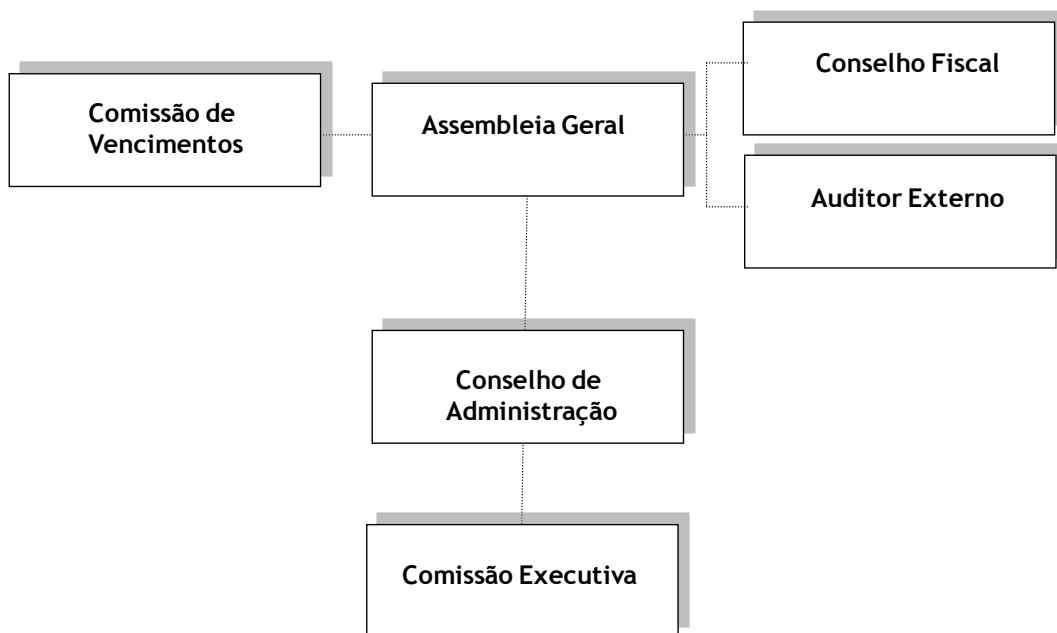 Comissão de
Vencimentos
Assembleia Geral
Conselho Fiscal
Auditor Externo
Conselho de
Administração
Comissão Executiva